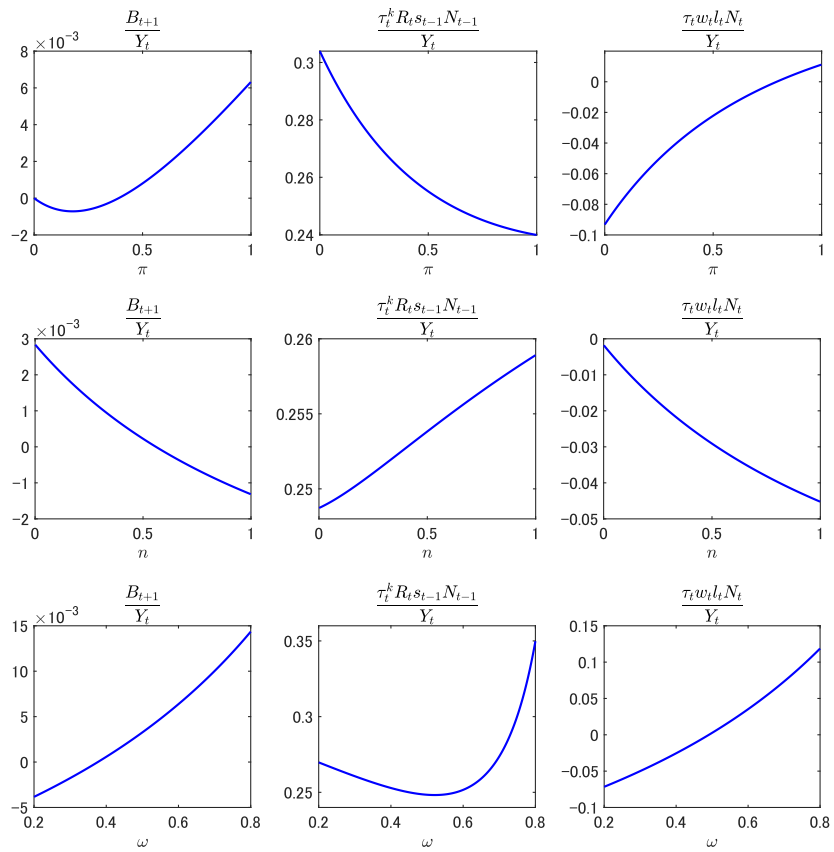 B_{t+1}/Y_t τ_t^k R_t s_{t−1} N_{t−1}/Y_t τ_t w_t l_t N_t/Y_t
×10^{−3}
8
6
4
2
0
−2
0 0.5 1
π
0.3
0.28
0.26
0.24
0 0.5 1
π
0
−0.02
−0.04
−0.06
−0.08
−0.1
0 0.5 1
π
B_{t+1}/Y_t τ_t^k R_t s_{t−1} N_{t−1}/Y_t τ_t w_t l_t N_t/Y_t
×10^{−3}
3
2
1
0
−1
−2
0 0.5 1
n
0.26
0.255
0.25
0 0.5 1
n
0
−0.01
−0.02
−0.03
−0.04
−0.05
0 0.5 1
n
B_{t+1}/Y_t τ_t^k R_t s_{t−1} N_{t−1}/Y_t τ_t w_t l_t N_t/Y_t
×10^{−3}
15
10
5
0
−5
0.2 0.4 0.6 0.8
ω
0.35
0.3
0.25
0.2 0.4 0.6 0.8
ω
0.15
0.1
0.05
0
−0.05
−0.1
0.2 0.4 0.6 0.8
ω